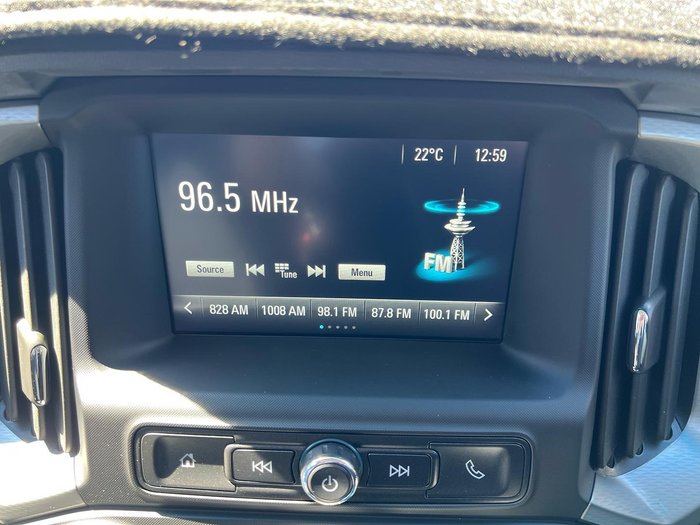 22°C 12:59
96.5 MHz
FM
Source Tune Menu
828 AM 1008 AM 98.1 FM 87.8 FM 100.1 FM